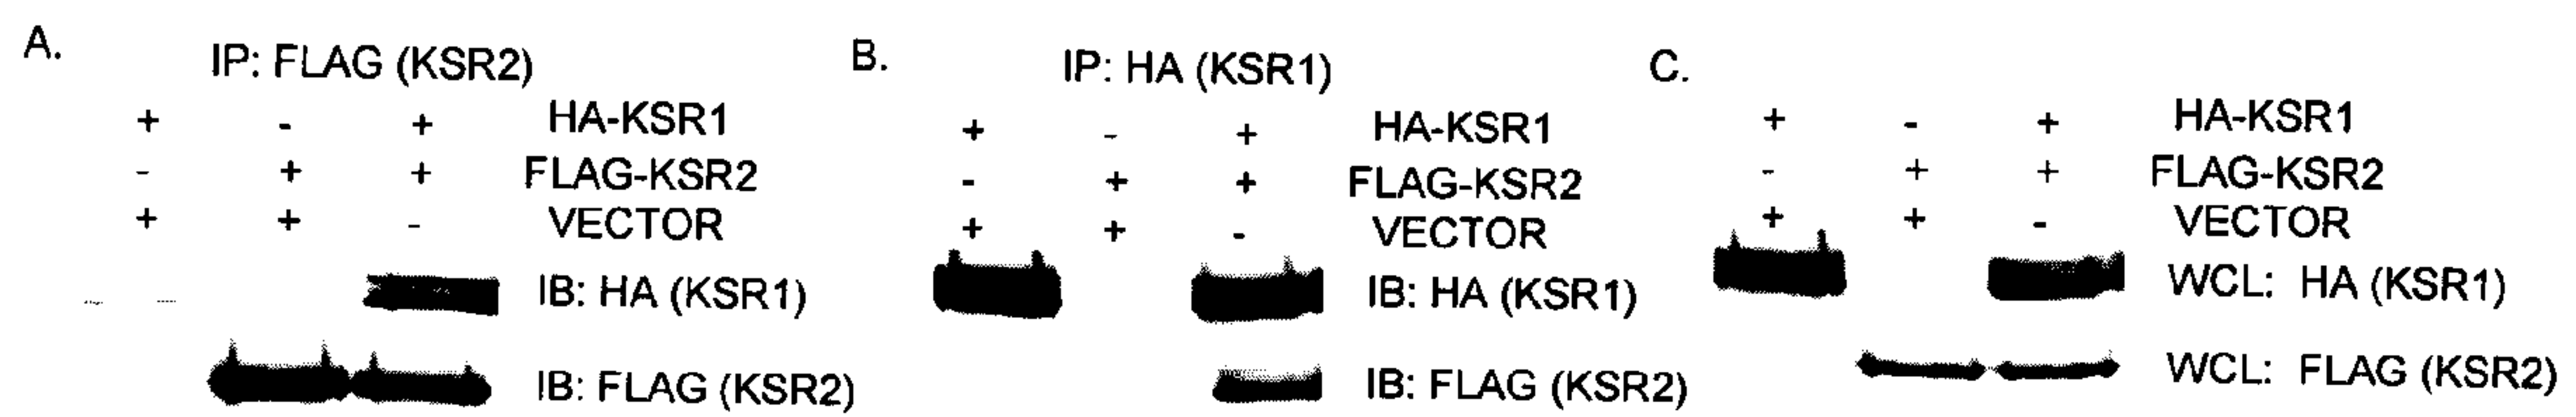 A.
IP: FLAG (KSR2)
+ - + HA-KSR1
- + + FLAG-KSR2
+ + - VECTOR
IB: HA (KSR1)
IB: FLAG (KSR2)
B.
IP: HA (KSR1)
+ - + HA-KSR1
- + + FLAG-KSR2
+ + - VECTOR
IB: HA (KSR1)
IB: FLAG (KSR2)
C.
+ - + HA-KSR1
- + + FLAG-KSR2
+ + - VECTOR
WCL: HA (KSR1)
WCL: FLAG (KSR2)